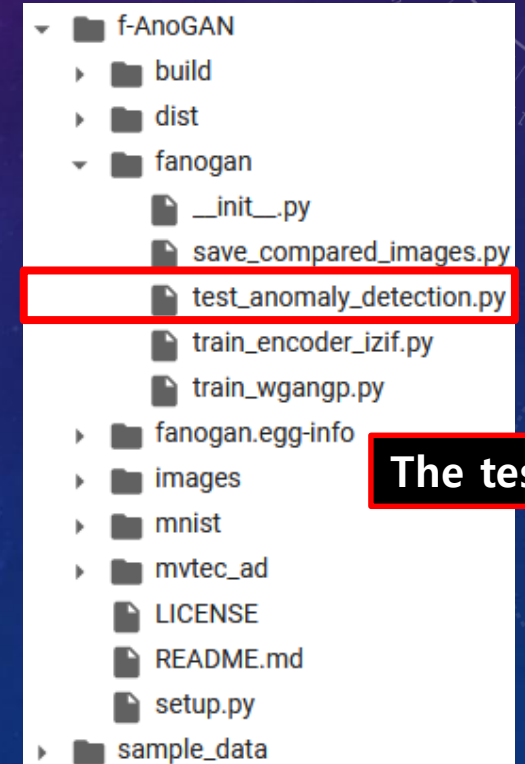 f-AnoGAN
build
dist
fanogan
__init__.py
save_compared_images.py
test_anomaly_detection.py
train_encoder_izif.py
train_wgangp.py
fanogan.egg-info
images
The
mnist
mvtec_ad
LICENSE
README.md
setup.py
sample_data